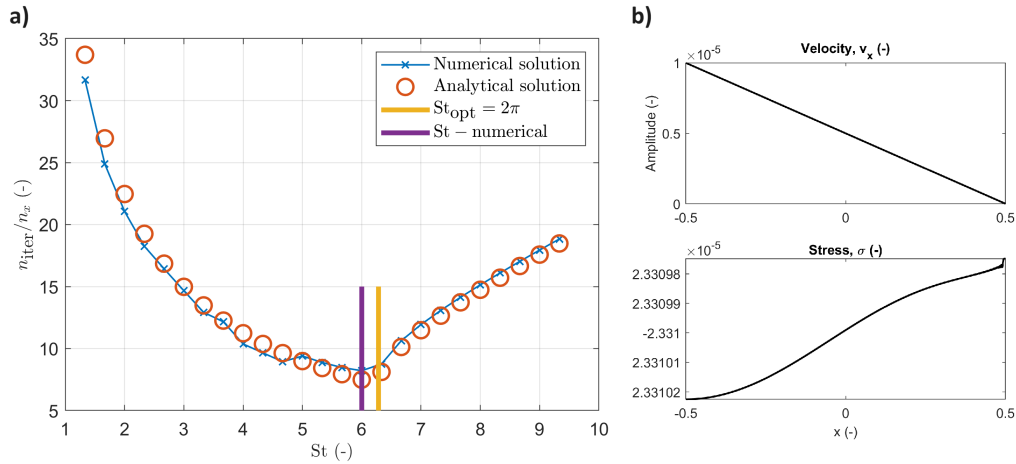 a)
35
30
25
20
15
10
5
n_iter/n_x (-)
1 2 3 4 5 6 7 8 9 10
St (-)
Numerical solution
Analytical solution
St_opt = 2π
St − numerical
b)
×10^-5
Velocity, v_x (-)
1
0.5
0
Amplitude (-)
-0.5 0 0.5
×10^-5
Stress, σ (-)
2.33098
2.33099
-2.331
2.33101
2.33102
-0.5 0 0.5
x (-)